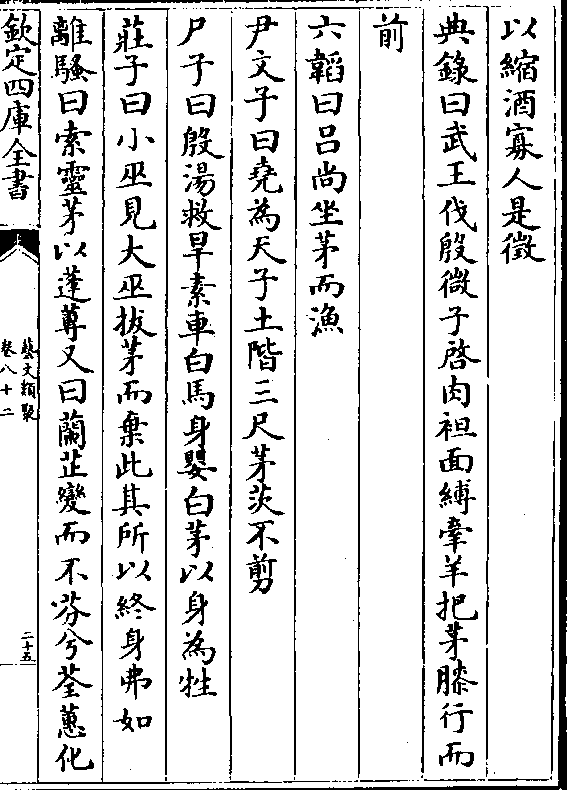 以縮酒寡人是徵
典錄曰武王伐殷微子啓肉袒面縛牽羊把茅膝行而
前
六韜曰吕尚坐茅而漁
尹文子曰堯為天子土階三尺茅茨不剪
尸子曰殷湯救旱素車白馬身嬰白茅以身為牲
莊子曰小巫見大巫拔茅而棄此其所以終身弗如
離騷曰索靈茅以蓬蓴又曰蘭芷變而不芬兮荃蕙化
欽定四庫全書
藝文類聚
卷八十二
二十五